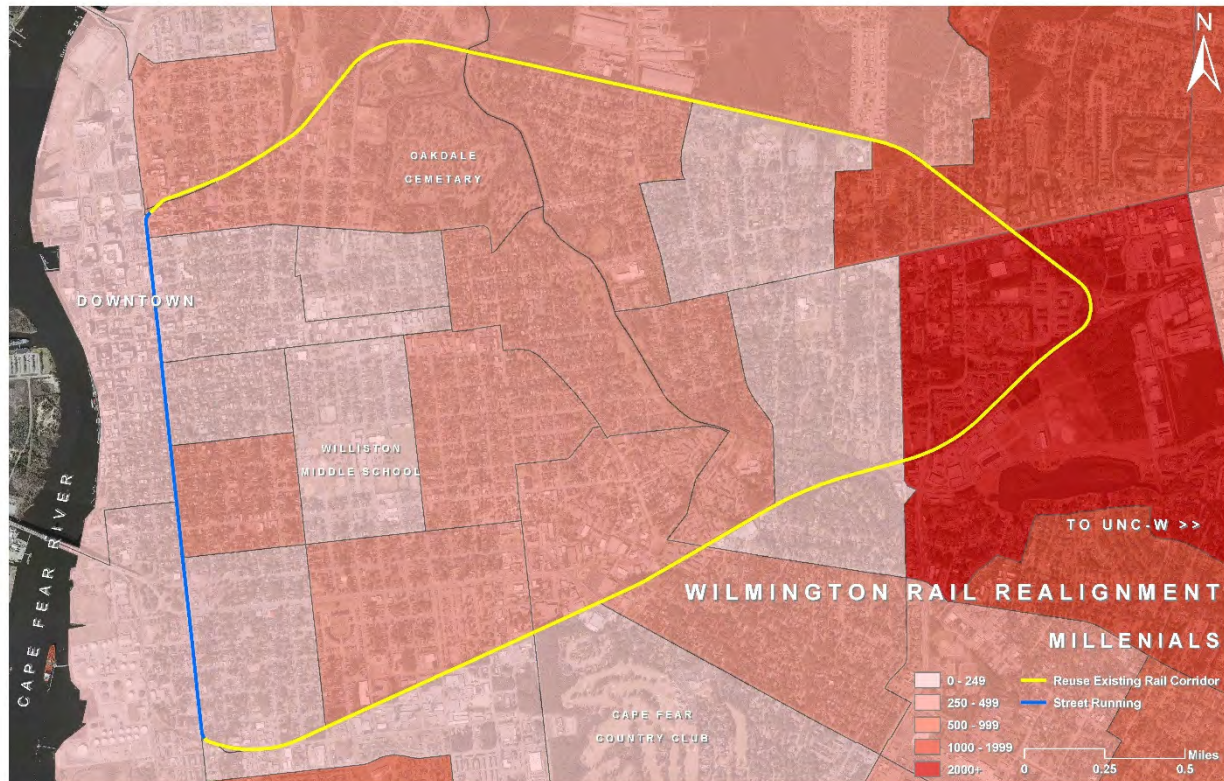 N
OAKDALE
CEMETARY
DOWNTOWN
WILLISTON
MIDDLE SCHOOL
CAPE FEAR RIVER
TO UNC-W >>
WILMINGTON RAIL REALIGNMENT
MILLENIALS
0 - 249
250 - 499
500 - 999
1000 - 1999
2000+
Reuse Existing Rail Corridor
Street Running
Miles
0 0.25 0.5
CAPE FEAR
COUNTRY CLUB